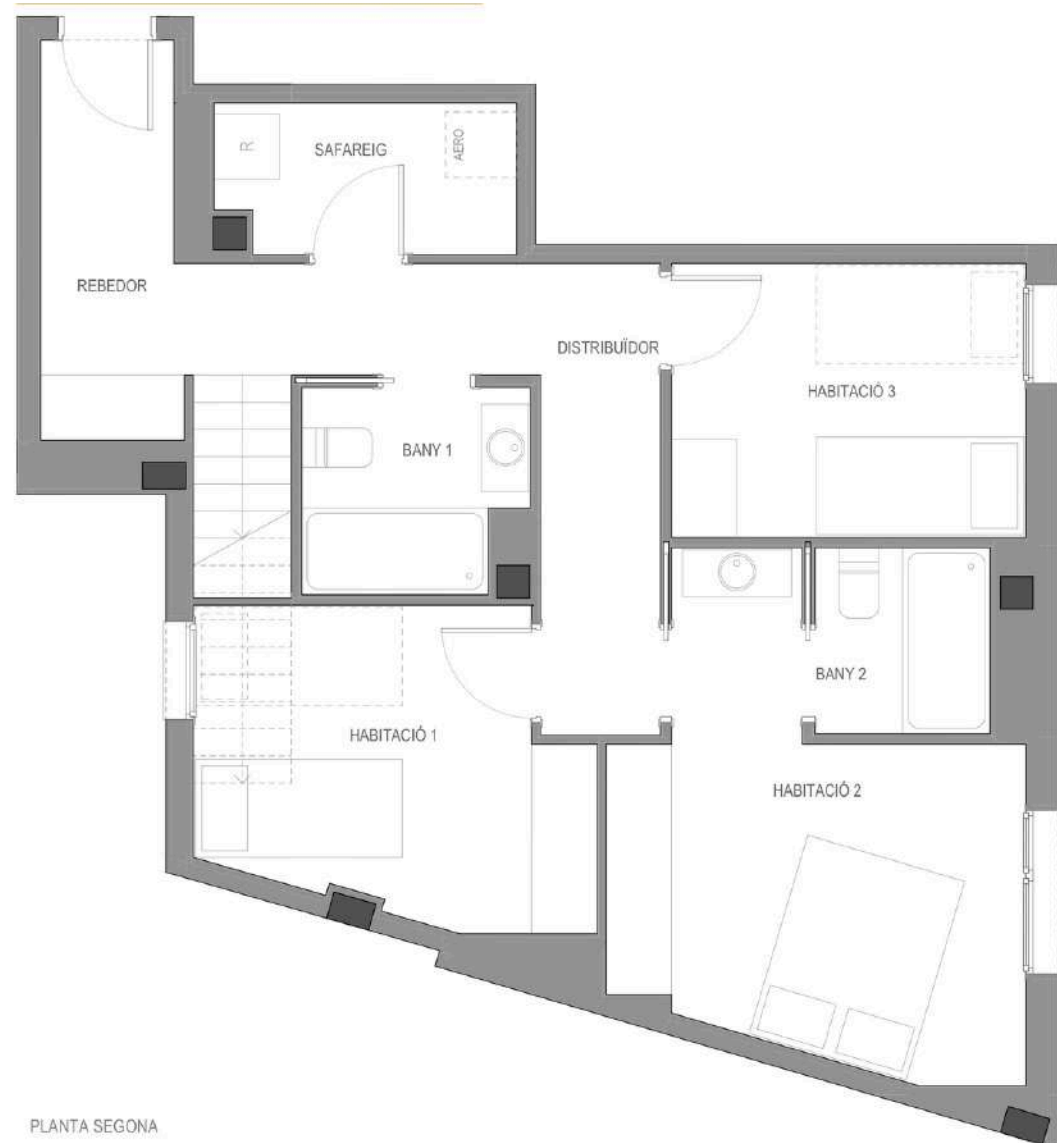 SAFAREIG
R
AERO
REBEDOR
DISTRIBUÏDOR
HABITACIÓ 3
BANY 1
BANY 2
HABITACIÓ 1
HABITACIÓ 2
PLANTA SEGONA